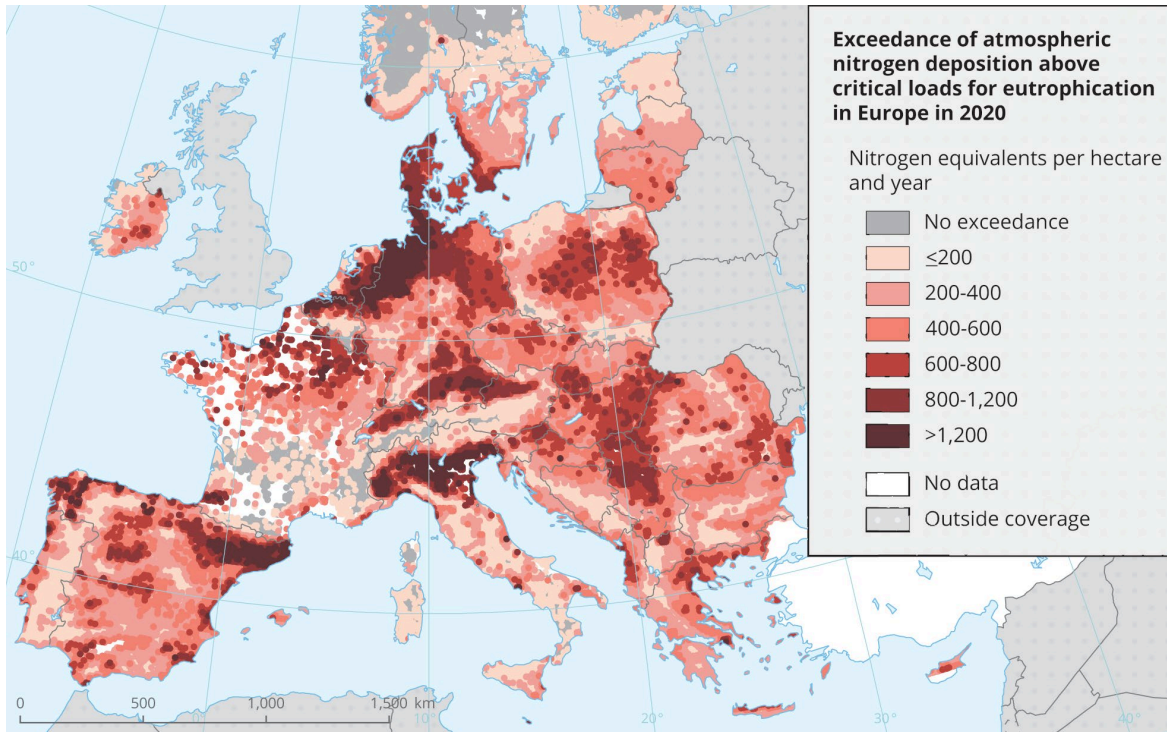 Exceedance of atmospheric
nitrogen deposition above
critical loads for eutrophication
in Europe in 2020
Nitrogen equivalents per hectare
and year
No exceedance
≤200
200-400
400-600
600-800
800-1,200
>1,200
No data
Outside coverage
50°
40°
0 500 1,000 1,500 km
0°
10°
20°
30°
40°